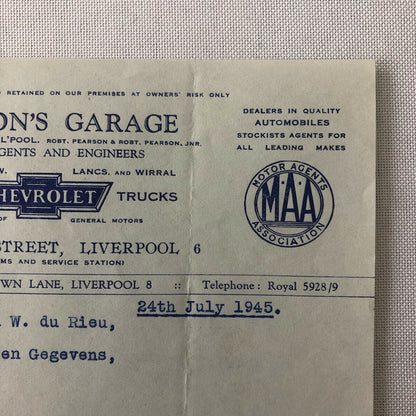 RETAINED ON OUR PREMISES AT OWNERS' RISK ONLY
ON'S GARAGE
L'POOL. ROBT. PEARSON & ROBT. PEARSON, JNR.
GENTS AND ENGINEERS
W. LANCS. AND WIRRAL
CHEVROLET TRUCKS
OF GENERAL MOTORS
STREET, LIVERPOOL 6
MS AND SERVICE STATION)
DEALERS IN QUALITY
AUTOMOBILES
STOCKISTS AGENTS FOR
ALL LEADING MAKES
MOTOR AGENTS
MAA
ASSOCIATION
WN LANE, LIVERPOOL 8 :: Telephone: Royal 5928/9
24th July 1945.
W. du Rieu,
en Gegevens,